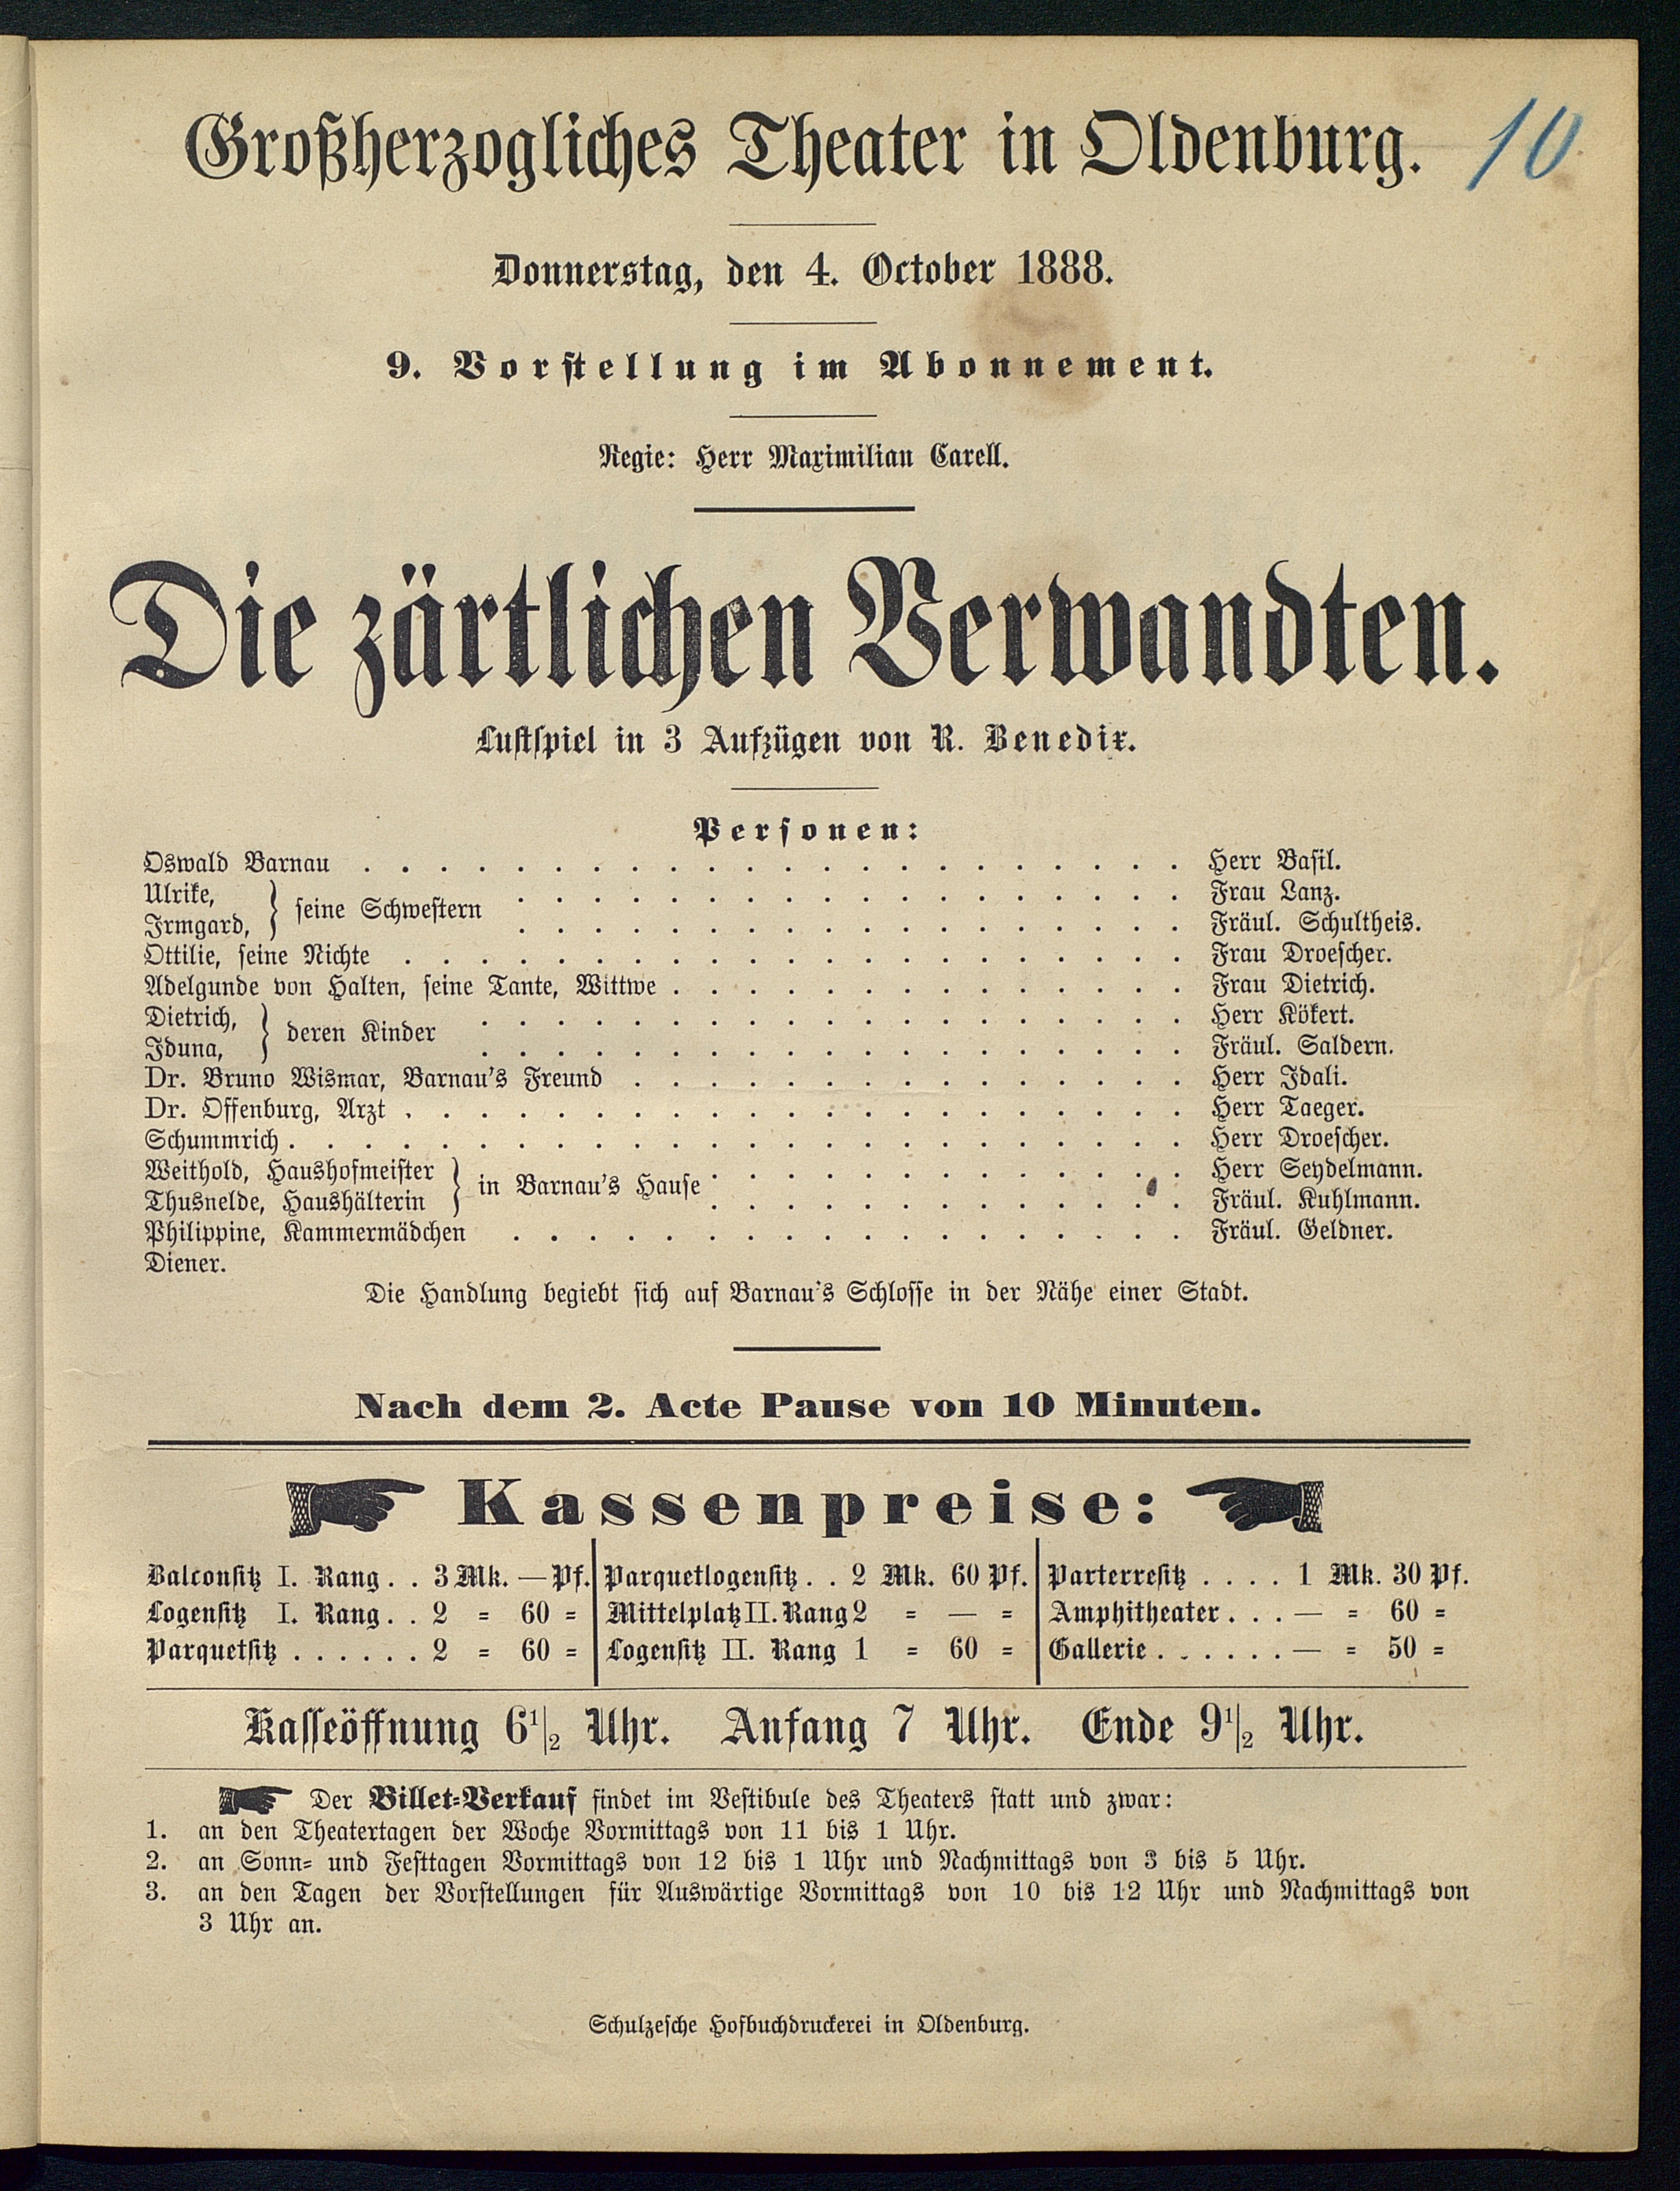 Großherzogliches Theater in Oldenburg.
10
Donnerstag, den 4. October 1888.
9. Vorstellung im Abonnement.
Regie: Herr Maximilian Carell.
Die zärtlichen Verwandten.
Lustspiel in 3 Aufzügen von R. Benedix.
Personen:
Oswald Barnau . . . . . . . . . . Herr Basil.
Ulrike, } seine Schwestern . . . . . . . . . . Frau Lanz.
Irmgard, } . . . . . . . . . . Fräul. Schultheis.
Ottilie, seine Nichte . . . . . . . . . . Frau Droescher.
Adelgunde von Halten, seine Tante, Wittwe . . . . . . . . . . Frau Dietrich.
Dietrich, } deren Kinder . . . . . . . . . . Herr Kökert.
Iduna, } . . . . . . . . . . Fräul. Saldern.
Dr. Bruno Wismar, Barnau's Freund . . . . . . . . . . Herr Idali.
Dr. Offenburg, Arzt . . . . . . . . . . Herr Taeger.
Schummrich . . . . . . . . . . Herr Droescher.
Weithold, Haushofmeister } in Barnau's Hause . . . . . . . . . . Herr Seydelmann.
Thusnelde, Haushälterin } . . . . . . . . . . Fräul. Kuhlmann.
Philippine, Kammermädchen . . . . . . . . . . Fräul. Geldner.
Diener.
Die Handlung begiebt sich auf Barnau's Schlosse in der Nähe einer Stadt.
Nach dem 2. Acte Pause von 10 Minuten.
Kassenpreise:
Balconsitz I. Rang . . 3 Mk. — Pf. Parquetlogensitz . . 2 Mk. 60 Pf. Parterresitz . . . . 1 Mk. 30 Pf.
Logensitz I. Rang . . 2 = 60 = Mittelplatz II. Rang 2 = — = Amphitheater . . . — = 60 =
Parquetsitz . . . . . . 2 = 60 = Logensitz II. Rang 1 = 60 = Gallerie . . . . . . — = 50 =
Kasseöffnung 6 1/2 Uhr. Anfang 7 Uhr. Ende 9 1/2 Uhr.
Der Billet=Verkauf findet im Vestibule des Theaters statt und zwar:
1. an den Theatertagen der Woche Vormittags von 11 bis 1 Uhr.
2. an Sonn= und Festtagen Vormittags von 12 bis 1 Uhr und Nachmittags von 3 bis 5 Uhr.
3. an den Tagen der Vorstellungen für Auswärtige Vormittags von 10 bis 12 Uhr und Nachmittags von
3 Uhr an.
Schulzesche Hofbuchdruckerei in Oldenburg.